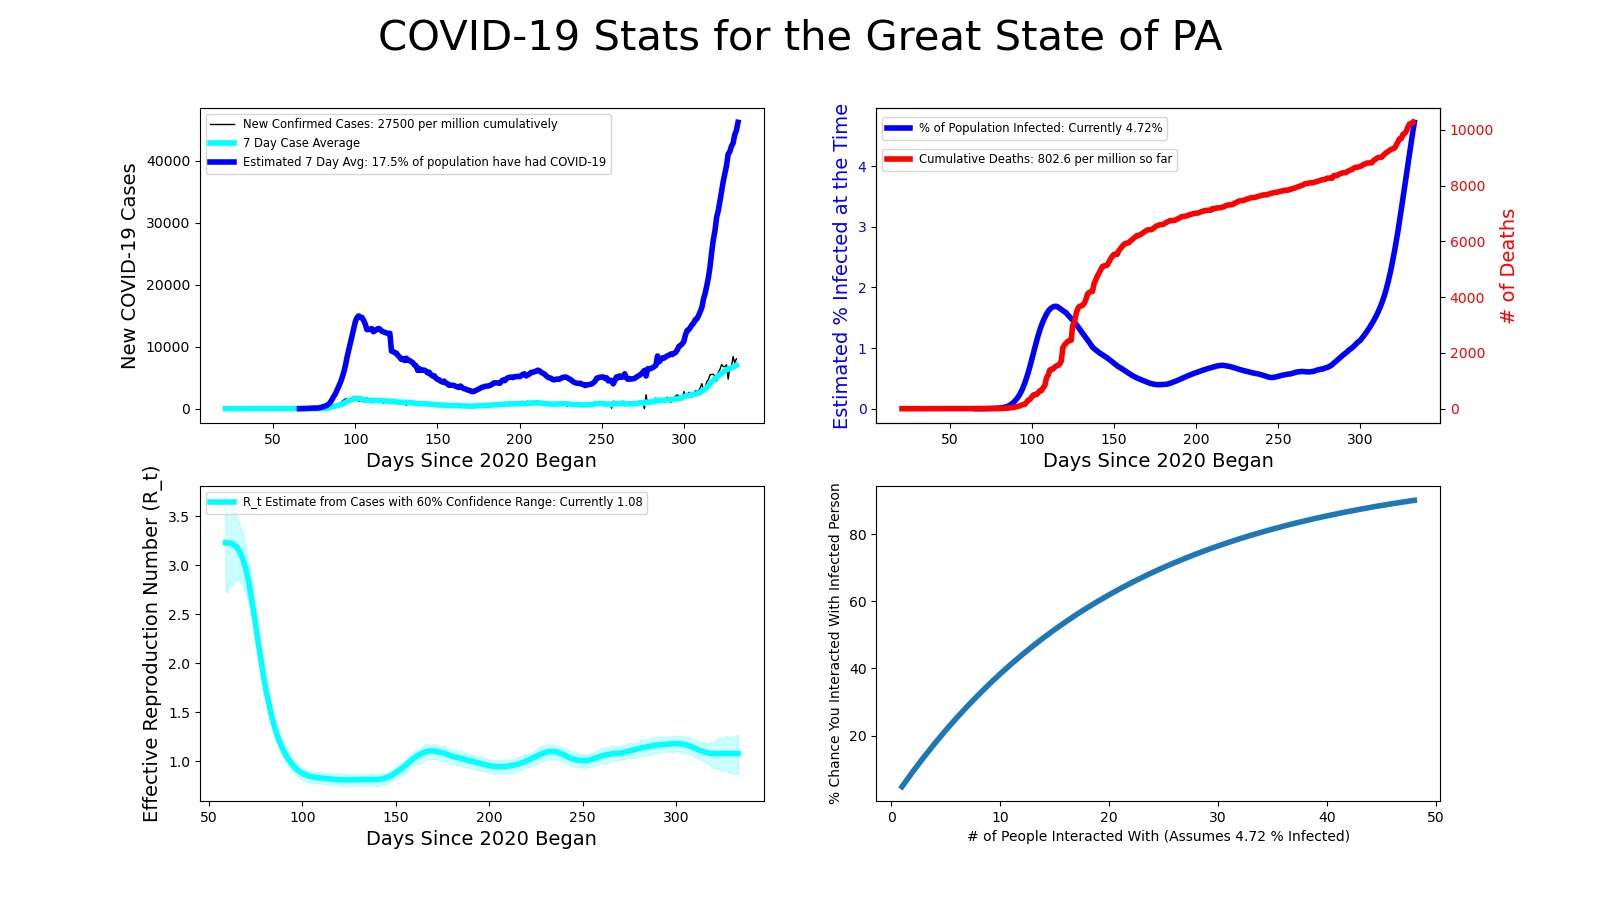 COVID-19 Stats for the Great State of PA
New COVID-19 Cases
40000
30000
20000
10000
0
New Confirmed Cases: 27500 per million cumulatively
7 Day Case Average
Estimated 7 Day Avg: 17.5% of population have had COVID-19
50 100 150 200 250 300
Days Since 2020 Began
Estimated % Infected at the Time
4
3
2
1
0
% of Population Infected: Currently 4.72%
Cumulative Deaths: 802.6 per million so far
10000
8000
6000
4000
2000
0
# of Deaths
50 100 150 200 250 300
Days Since 2020 Began
Effective Reproduction Number (R_t)
3.5
3.0
2.5
2.0
1.5
1.0
R_t Estimate from Cases with 60% Confidence Range: Currently 1.08
50 100 150 200 250 300
Days Since 2020 Began
% Chance You Interacted With Infected Person
80
60
40
20
0 10 20 30 40 50
# of People Interacted With (Assumes 4.72 % Infected)